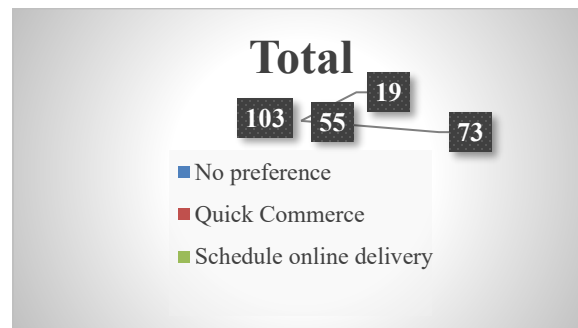 Total
19
103
55
73
No preference
Quick Commerce
Schedule online delivery